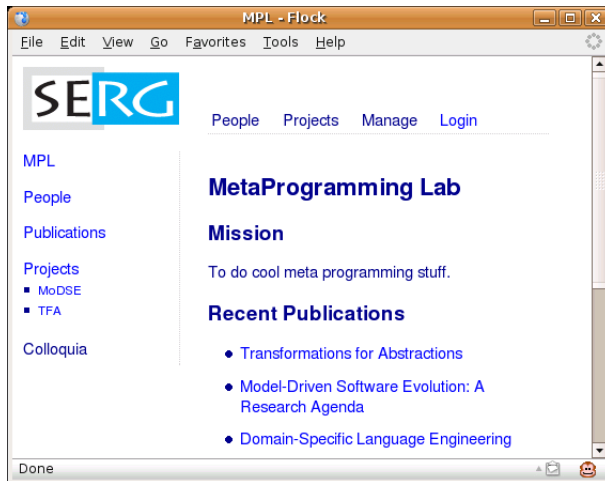 MPL - Flock
File Edit View Go Favorites Tools Help
SERG
People Projects Manage Login
MPL
People
Publications
Projects
MoDSE
TFA
Colloquia
MetaProgramming Lab
Mission
To do cool meta programming stuff.
Recent Publications
Transformations for Abstractions
Model-Driven Software Evolution: A
Research Agenda
Domain-Specific Language Engineering
Done